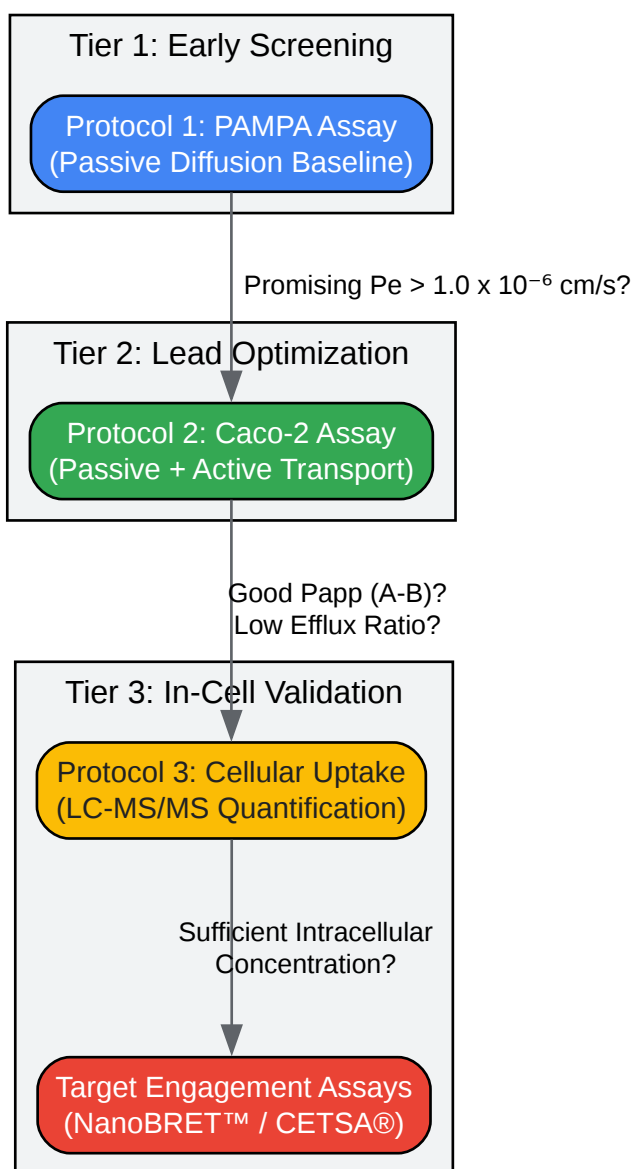 Tier 1: Early Screening
Protocol 1: PAMPA Assay
(Passive Diffusion Baseline)
Promising Pe > 1.0 x 10⁻⁶ cm/s?
Tier 2: Lead Optimization
Protocol 2: Caco-2 Assay
(Passive + Active Transport)
Good Papp (A-B)?
Low Efflux Ratio?
Tier 3: In-Cell Validation
Protocol 3: Cellular Uptake
(LC-MS/MS Quantification)
Sufficient Intracellular
Concentration?
Target Engagement Assays
(NanoBRET™ / CETSA®)